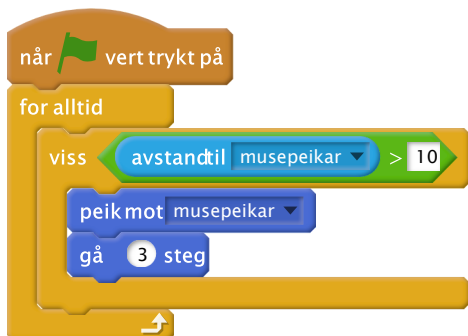 når vert trykt på
for alltid
viss avstand til musepeikar > 10
peik mot musepeikar
gå 3 steg